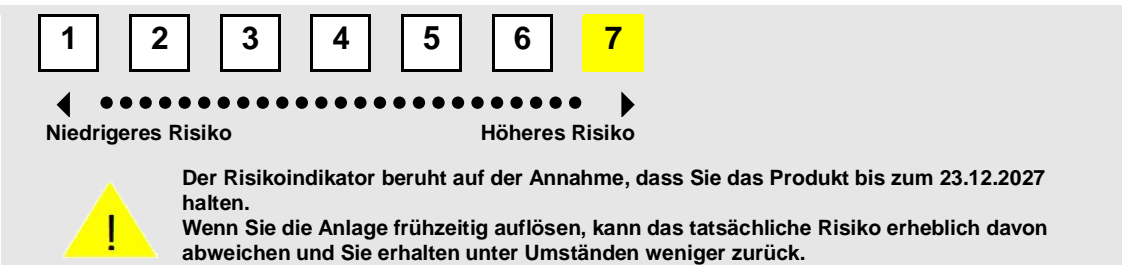 1 2 3 4 5 6 7
Niedrigeres Risiko Höheres Risiko
Der Risikoindikator beruht auf der Annahme, dass Sie das Produkt bis zum 23.12.2027
halten.
Wenn Sie die Anlage frühzeitig auflösen, kann das tatsächliche Risiko erheblich davon
abweichen und Sie erhalten unter Umständen weniger zurück.
!